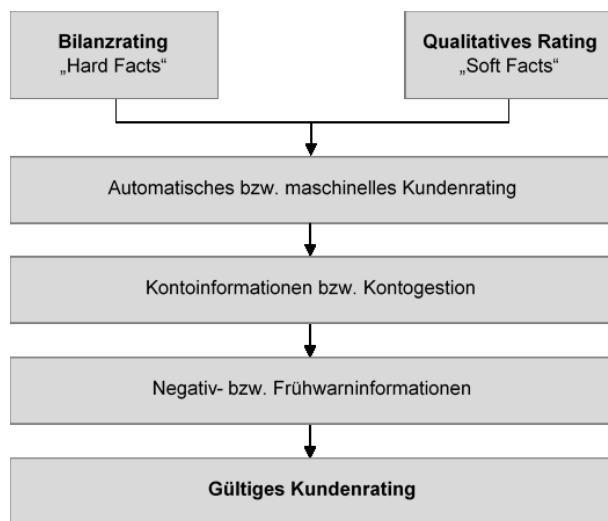 Bilanzrating
„Hard Facts“
Qualitatives Rating
„Soft Facts“
Automatisches bzw. maschinelles Kundenrating
Kontoinformationen bzw. Kontogestion
Negativ- bzw. Frühwarninformationen
Gültiges Kundenrating